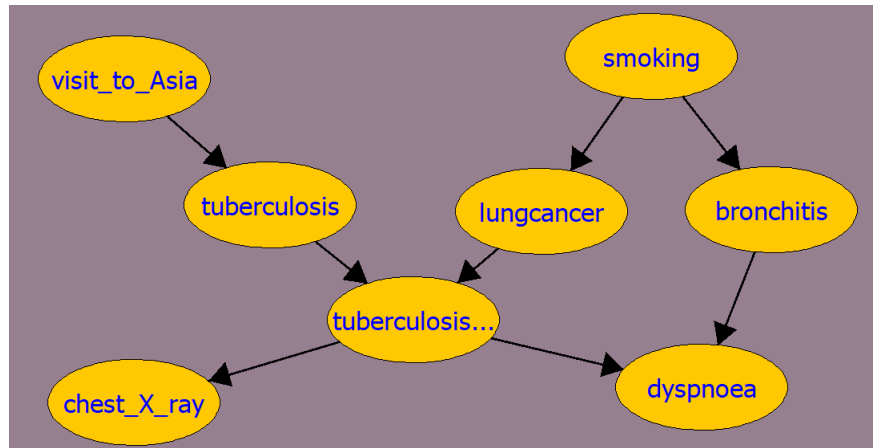 smoking
visit_to_Asia
tuberculosis
lungcancer
bronchitis
tuberculosis...
dyspnoea
chest_X_ray